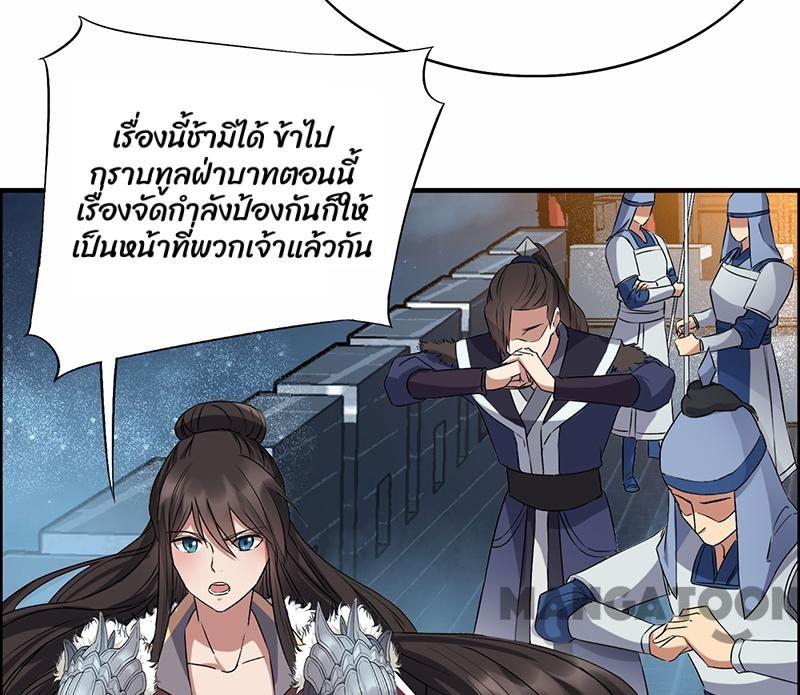 เรื่องนี้ช้ามิได้ ข้าไป
กราบทูลฝ่าบาทตอนนี้
เรื่องจัดกำลังป้องกันก็ให้
เป็นหน้าที่พวกเจ้าแล้วกัน
MANGATOON